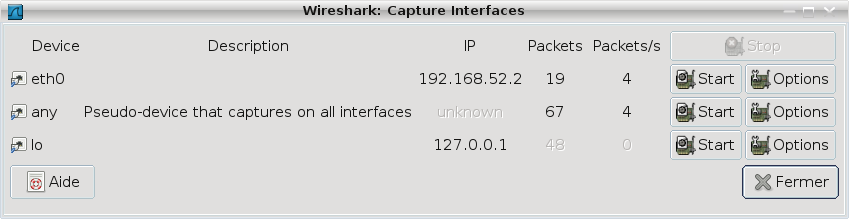 Wireshark: Capture Interfaces
Device Description IP Packets Packets/s Stop
eth0 192.168.52.2 19 4 Start Options
any Pseudo-device that captures on all interfaces unknown 67 4 Start Options
lo 127.0.0.1 48 0 Start Options
Aide Fermer